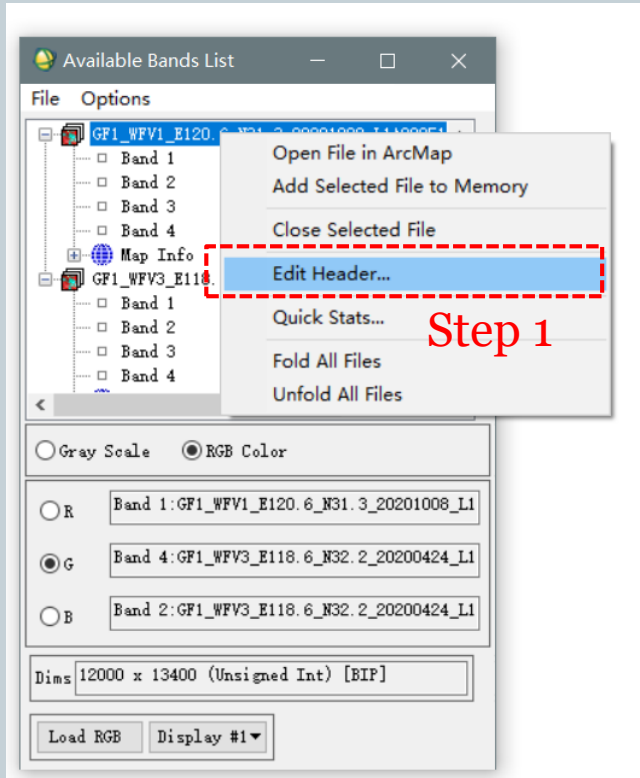 Available Bands List
File Options
GF1_WFV1_E120.6_N31.3_20201008_L1A00051
Band 1
Band 2
Band 3
Band 4
Map Info
GF1_WFV3_E118.
Band 1
Band 2
Band 3
Band 4
Open File in ArcMap
Add Selected File to Memory
Close Selected File
Edit Header...
Quick Stats...
Step 1
Fold All Files
Unfold All Files
Gray Scale RGB Color
R Band 1:GF1_WFV1_E120.6_N31.3_20201008_L1
G Band 4:GF1_WFV3_E118.6_N32.2_20200424_L1
B Band 2:GF1_WFV3_E118.6_N32.2_20200424_L1
Dims 12000 x 13400 (Unsigned Int) [BIP]
Load RGB Display #1